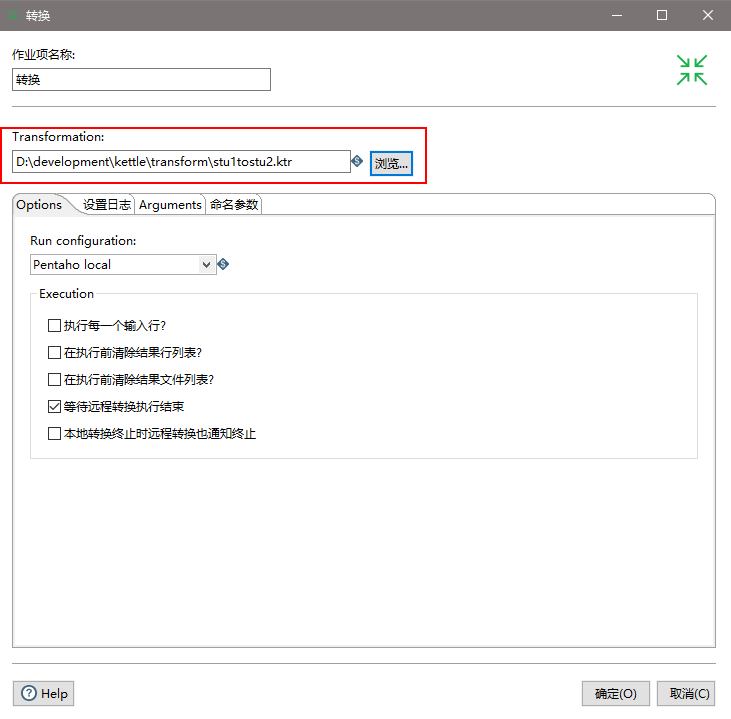 转换
作业项名称:
转换
Transformation:
D:\development\kettle\transform\stu1tostu2.ktr
浏览...
Options 设置日志 Arguments 命名参数
Run configuration:
Pentaho local
Execution
执行每一个输入行?
在执行前清除结果行列表?
在执行前清除结果文件列表?
等待远程转换执行结束
本地转换终止时远程转换也通知终止
Help 确定(O) 取消(C)